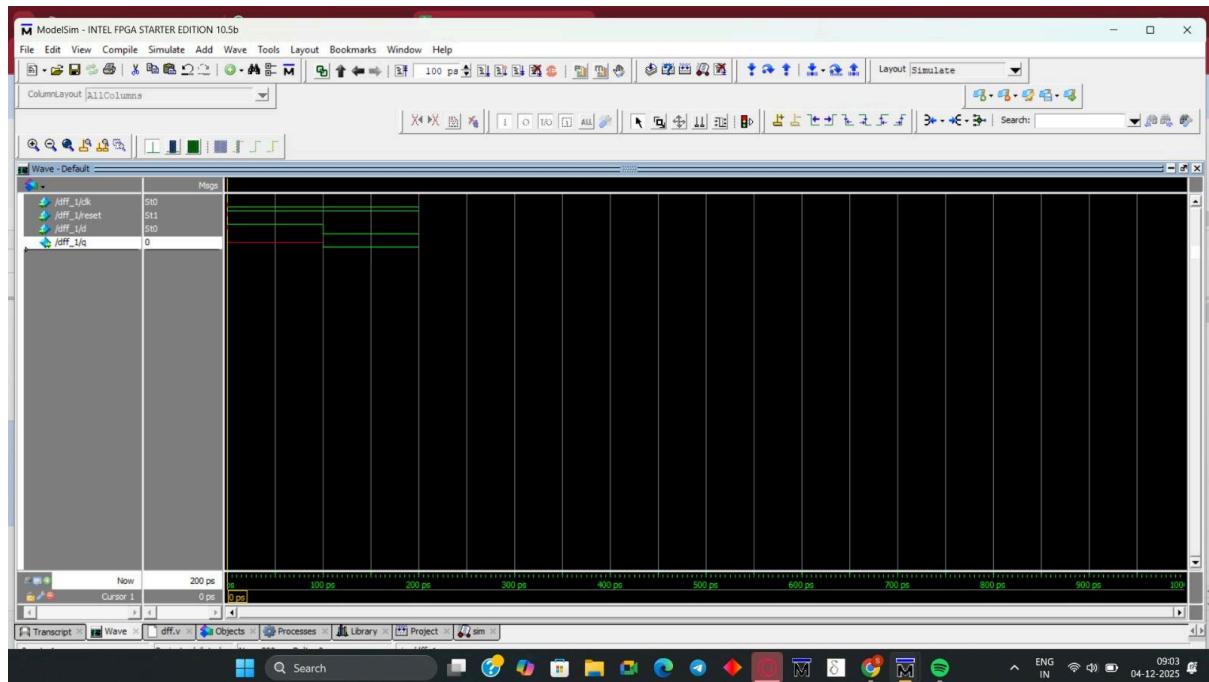 ModelSim - INTEL FPGA STARTER EDITION 10.5b
File Edit View Compile Simulate Add Wave Tools Layout Bookmarks Window Help
100 ps
Layout Simulate
ColumnLayout AllColumns
Search:
Wave - Default
Msgs
/dff_1/clk St0
/dff_1/reset St1
/dff_1/d St0
/dff_1/q 0
Now 200 ps
ps 100 ps 200 ps 300 ps 400 ps 500 ps 600 ps 700 ps 800 ps 900 ps 100
Cursor 1 0 ps 0 ps
Transcript Wave dff.v Objects Processes Library Project sim
Search
ENG
IN
09:03
04-12-2025